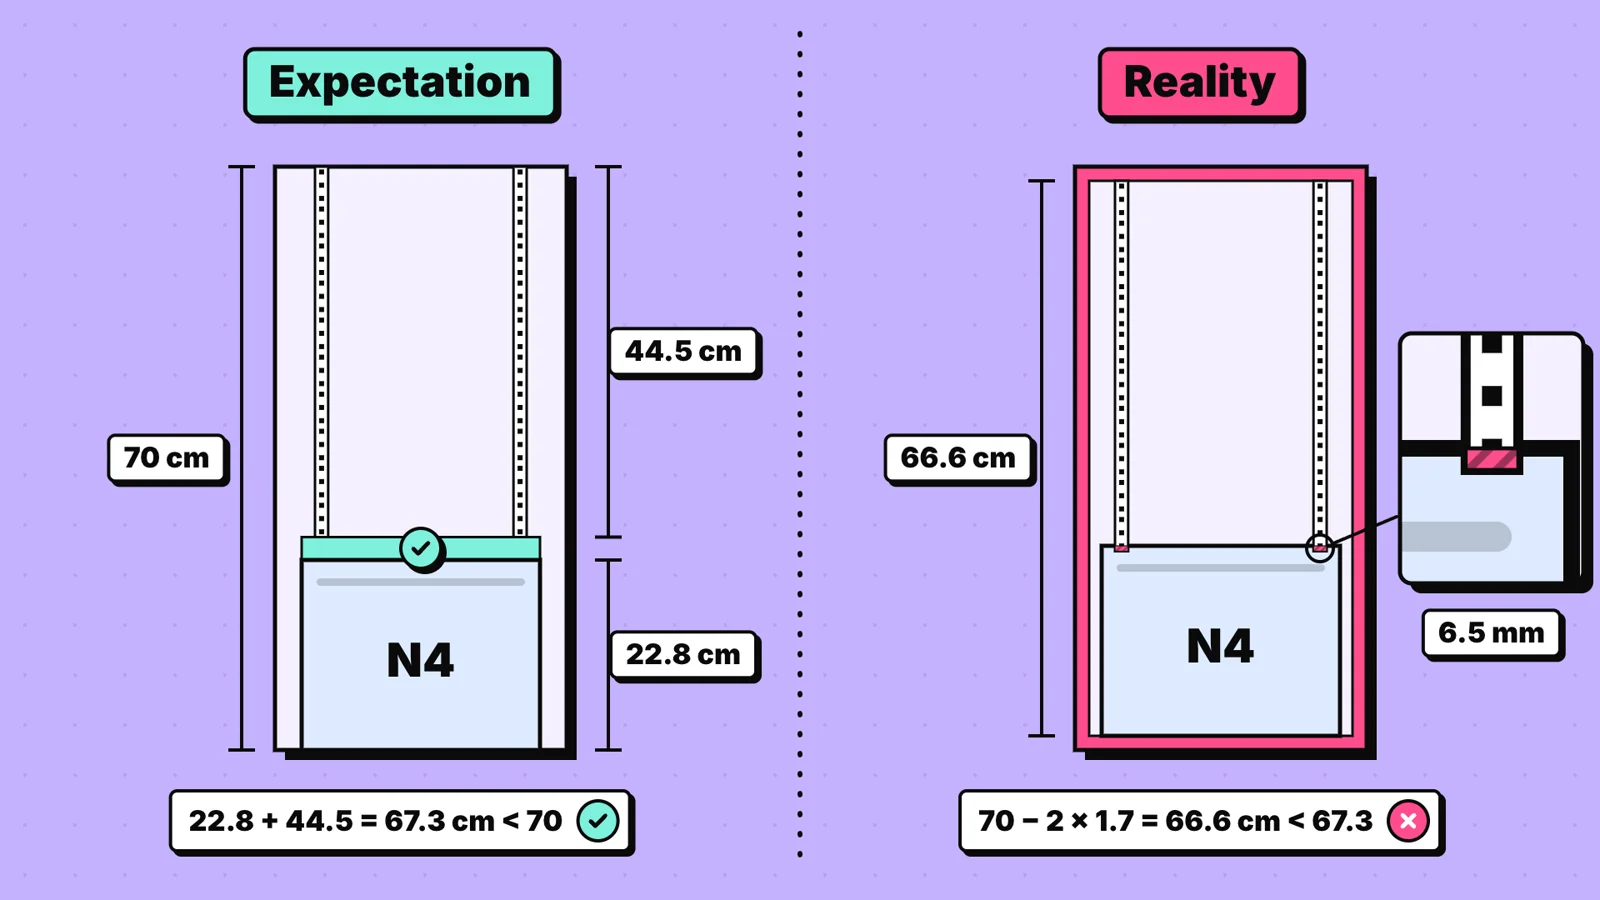 Expectation
Reality
44.5 cm
70 cm
66.6 cm
22.8 cm
N4
N4
6.5 mm
22.8 + 44.5 = 67.3 cm < 70
70 − 2 × 1.7 = 66.6 cm < 67.3